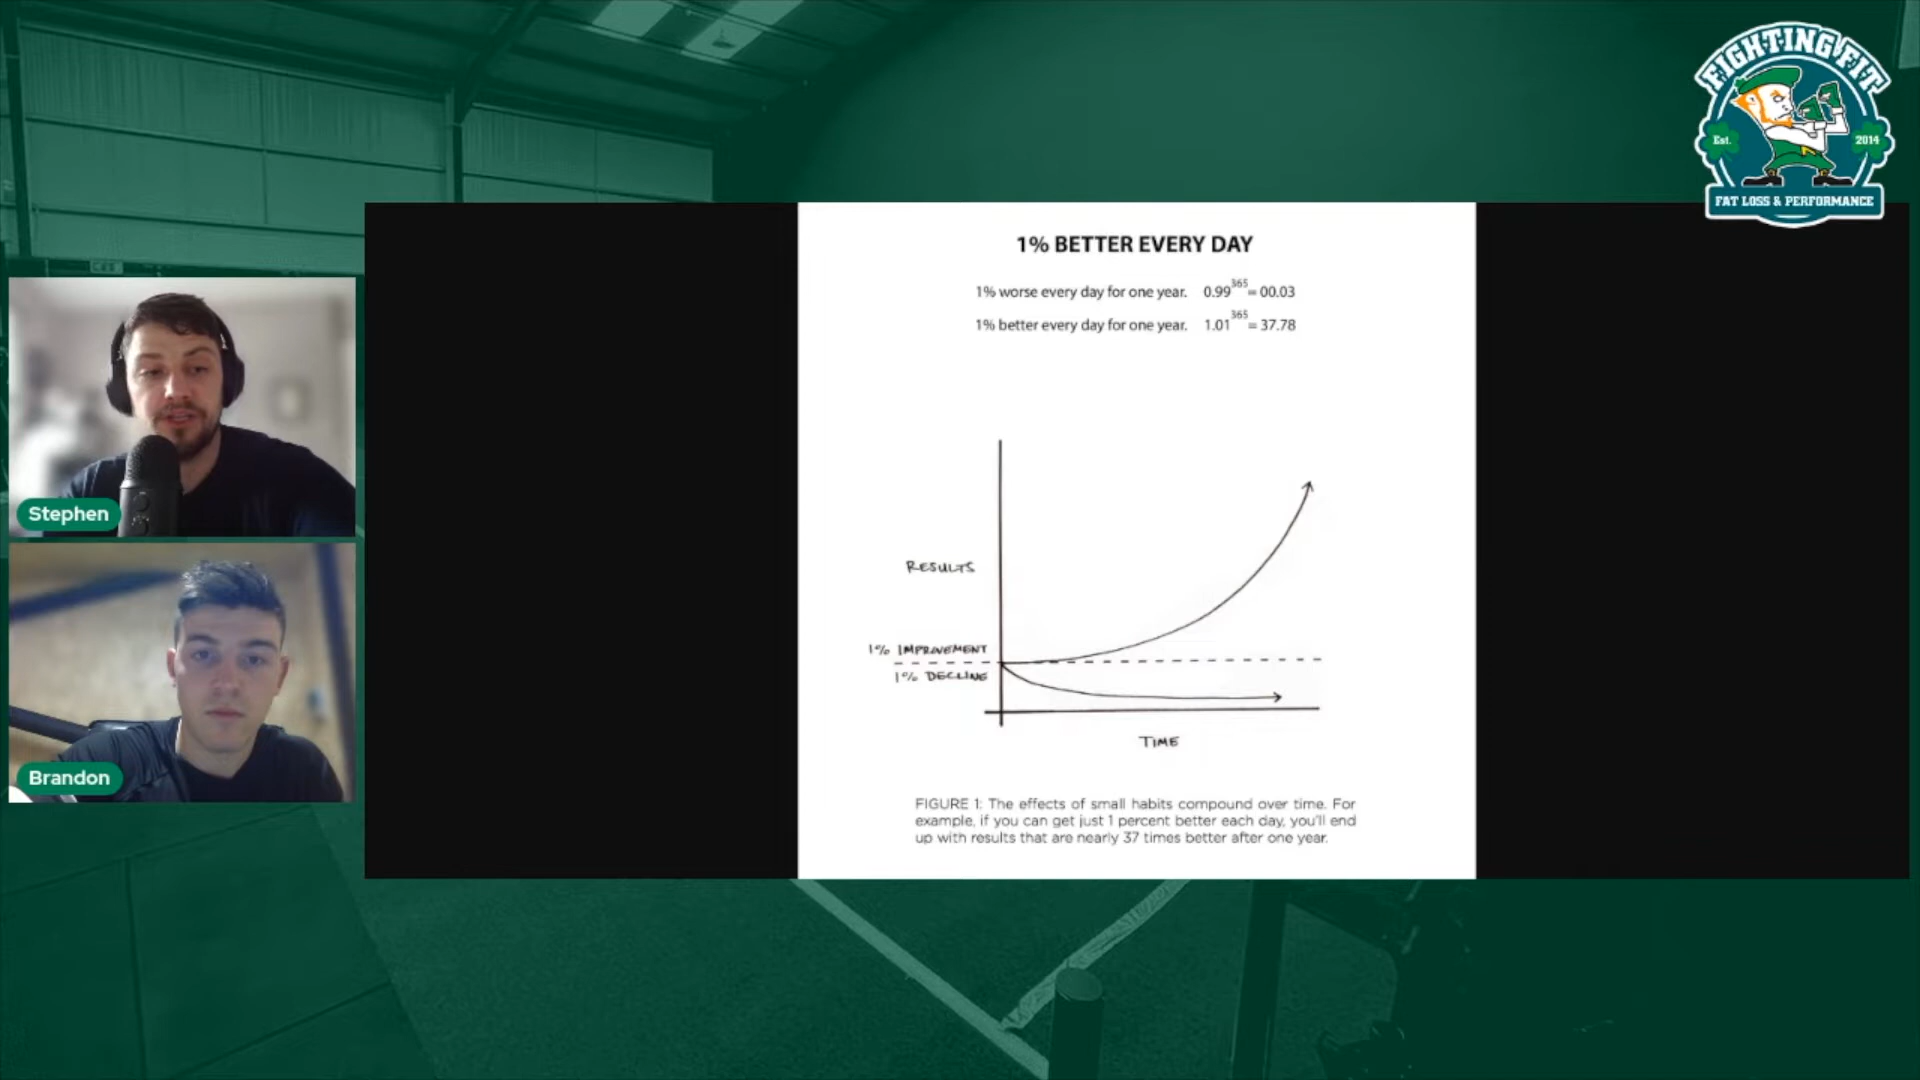 FIGHTING FIT
Est.
2014
FAT LOSS & PERFORMANCE
1% BETTER EVERY DAY
1% worse every day for one year. 0.99³⁶⁵ = 00.03
1% better every day for one year. 1.01³⁶⁵ = 37.78
RESULTS
1% IMPROVEMENT
1% DECLINE
TIME
FIGURE 1: The effects of small habits compound over time. For
example, if you can get just 1 percent better each day, you'll end
up with results that are nearly 37 times better after one year.
Stephen
Brandon